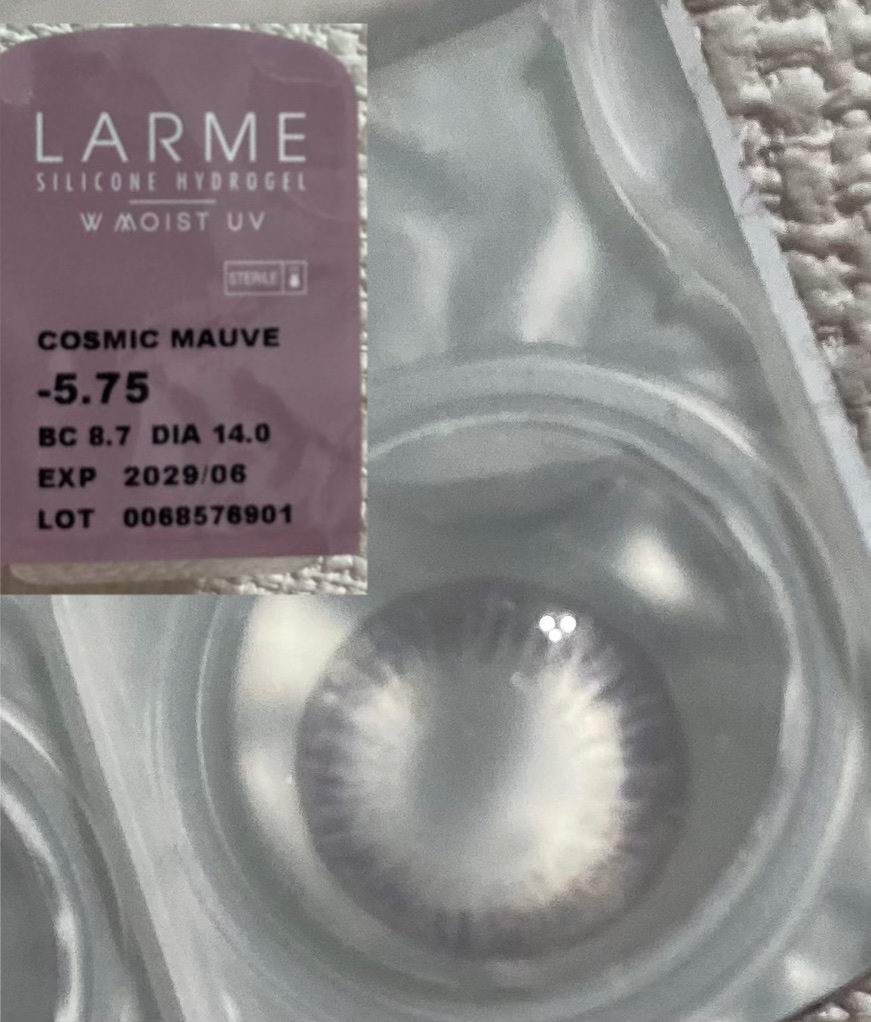 LARME
SILICONE HYDROGEL
W MOIST UV
STERILE
COSMIC MAUVE
-5.75
BC 8.7 DIA 14.0
EXP 2029/06
LOT 0068576901